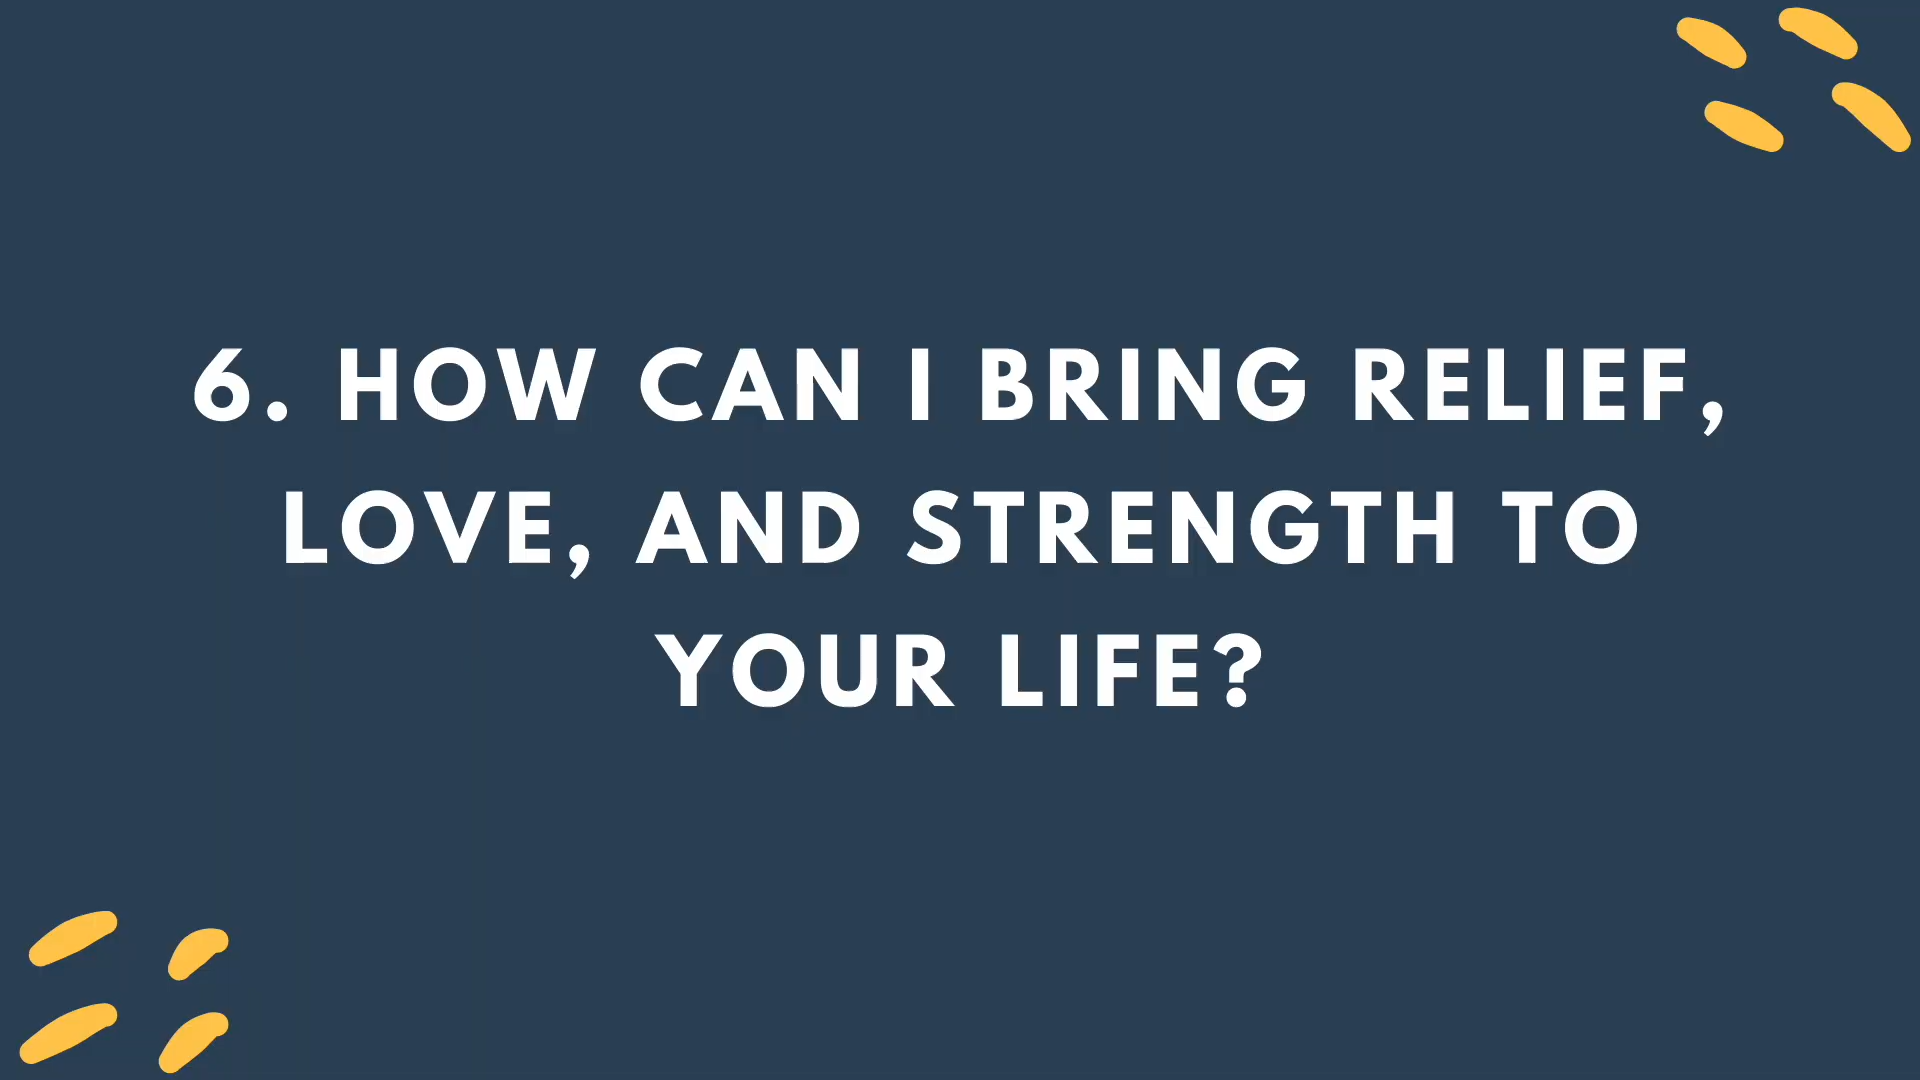 6. HOW CAN I BRING RELIEF,
LOVE, AND STRENGTH TO
YOUR LIFE?